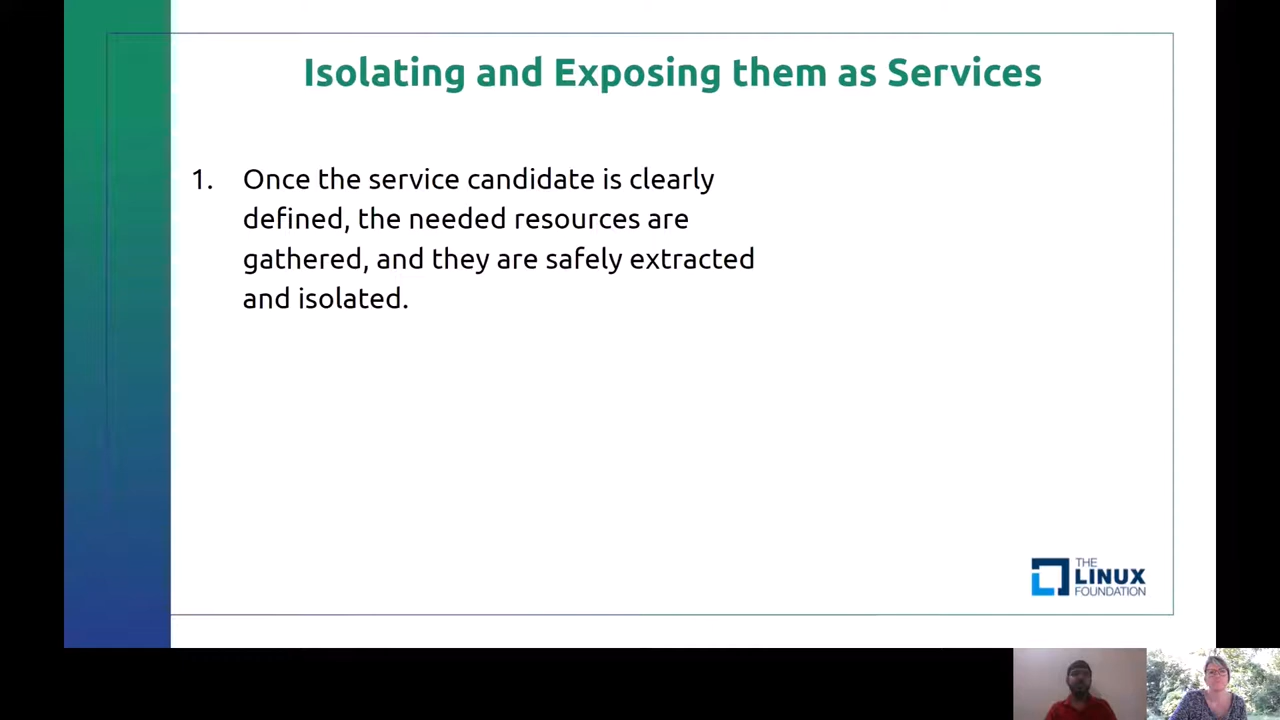 Isolating and Exposing them as Services
1. Once the service candidate is clearly
defined, the needed resources are
gathered, and they are safely extracted
and isolated.
THE
LINUX
FOUNDATION